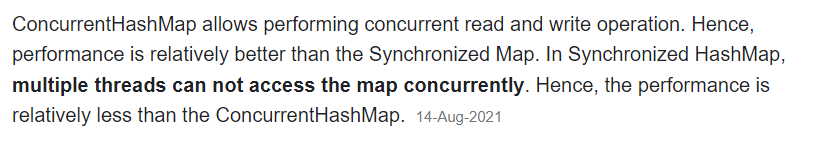 ConcurrentHashMap allows performing concurrent read and write operation. Hence,
performance is relatively better than the Synchronized Map. In Synchronized HashMap,
multiple threads can not access the map concurrently. Hence, the performance is
relatively less than the ConcurrentHashMap. 14-Aug-2021